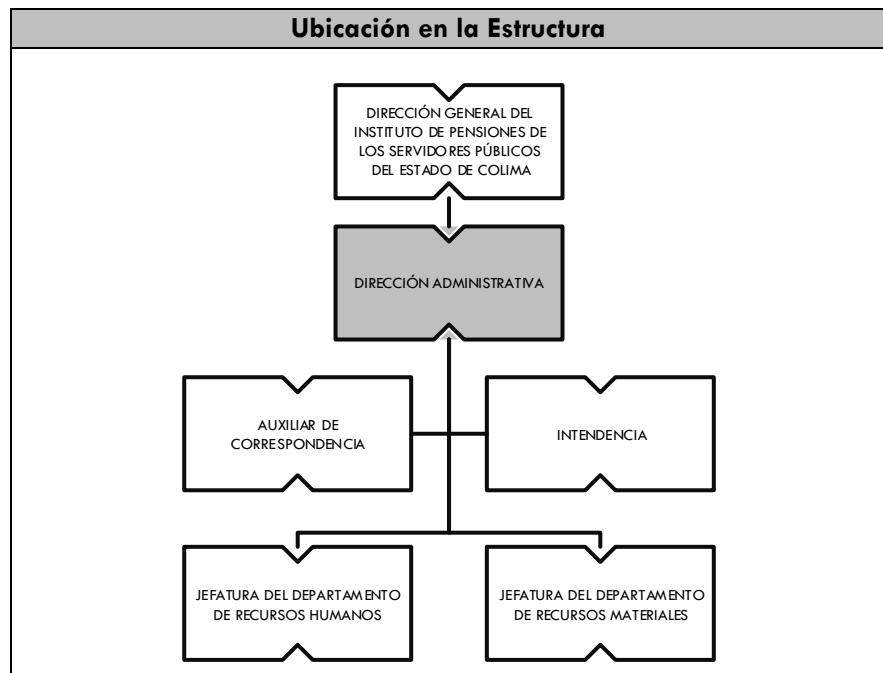 Ubicación en la Estructura
DIRECCIÓN GENERAL DEL
INSTITUTO DE PENSIONES DE
LOS SERVIDORES PÚBLICOS
DEL ESTADO DE COLIMA
DIRECCIÓN ADMINISTRATIVA
AUXILIAR DE
CORRESPONDENCIA
INTENDENCIA
JEFATURA DEL DEPARTAMENTO
DE RECURSOS HUMANOS
JEFATURA DEL DEPARTAMENTO
DE RECURSOS MATERIALES